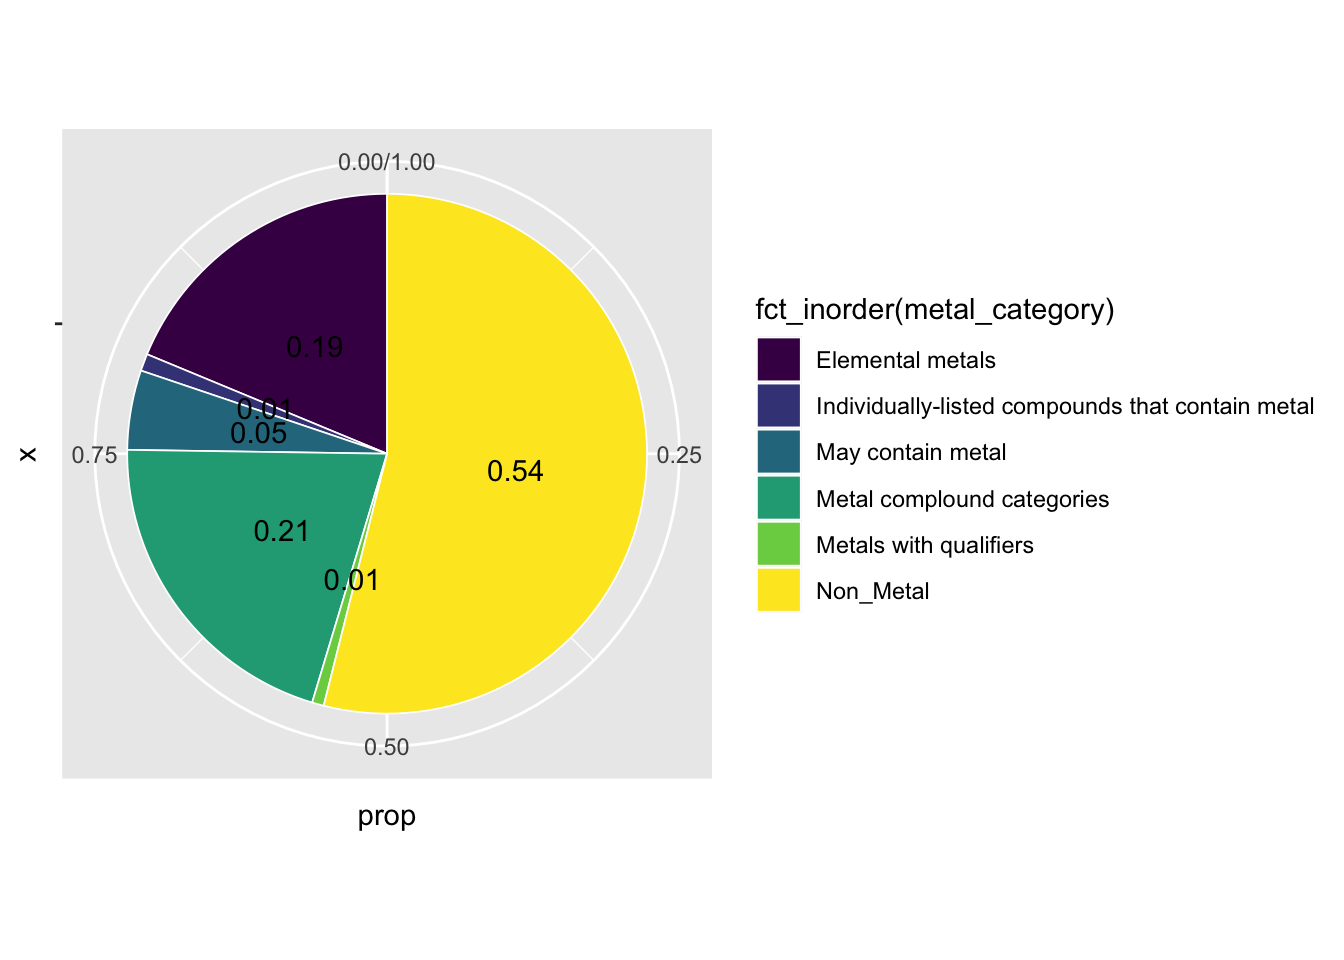 0.00/1.00
0.19
0.01
0.05
0.75
0.25
0.54
0.21
0.01
0.50
x
prop
fct_inorder(metal_category)
Elemental metals
Individually-listed compounds that contain metal
May contain metal
Metal complound categories
Metals with qualifiers
Non_Metal